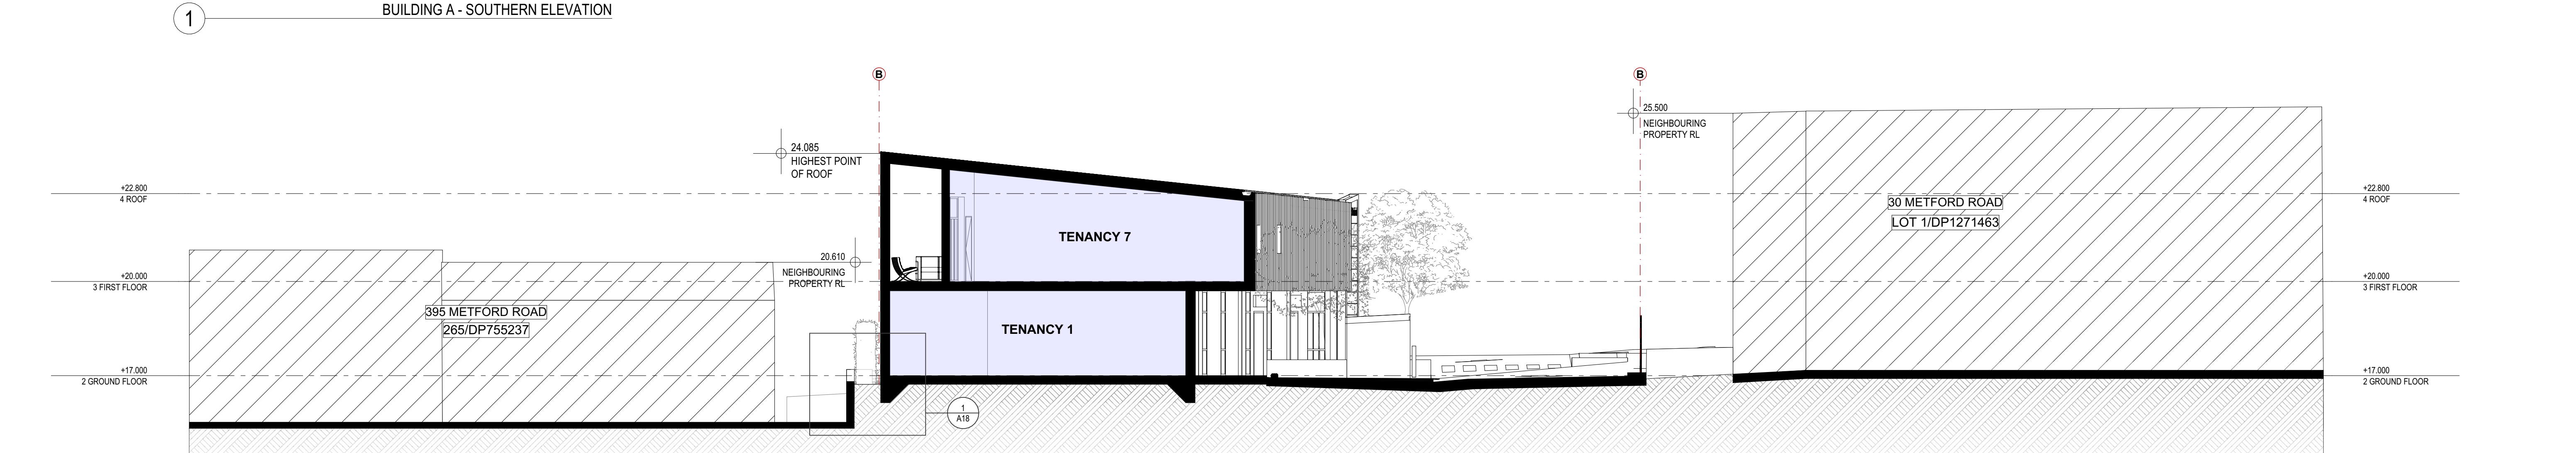 1
BUILDING A - SOUTHERN ELEVATION
B
B
25.500
NEIGHBOURING
PROPERTY RL
24.085
HIGHEST POINT
OF ROOF
+22.800
4 ROOF
+22.800
4 ROOF
30 METFORD ROAD
LOT 1/DP1271463
TENANCY 7
20.610
NEIGHBOURING
PROPERTY RL
+20.000
3 FIRST FLOOR
+20.000
3 FIRST FLOOR
395 METFORD ROAD
265/DP755237
TENANCY 1
+17.000
2 GROUND FLOOR
+17.000
2 GROUND FLOOR
1
A18